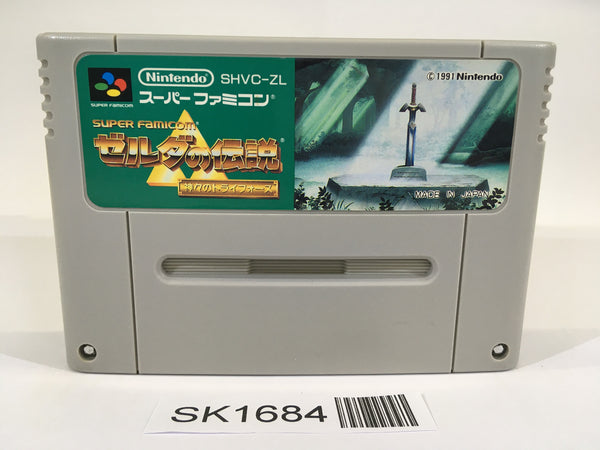 Nintendo® SHVC-ZL
SUPER FAMICOM
スーパーファミコン®
SUPER FAMICOM®
ゼルダの伝説®
神々のトライフォース
©1991 Nintendo
MADE IN JAPAN
SK1684